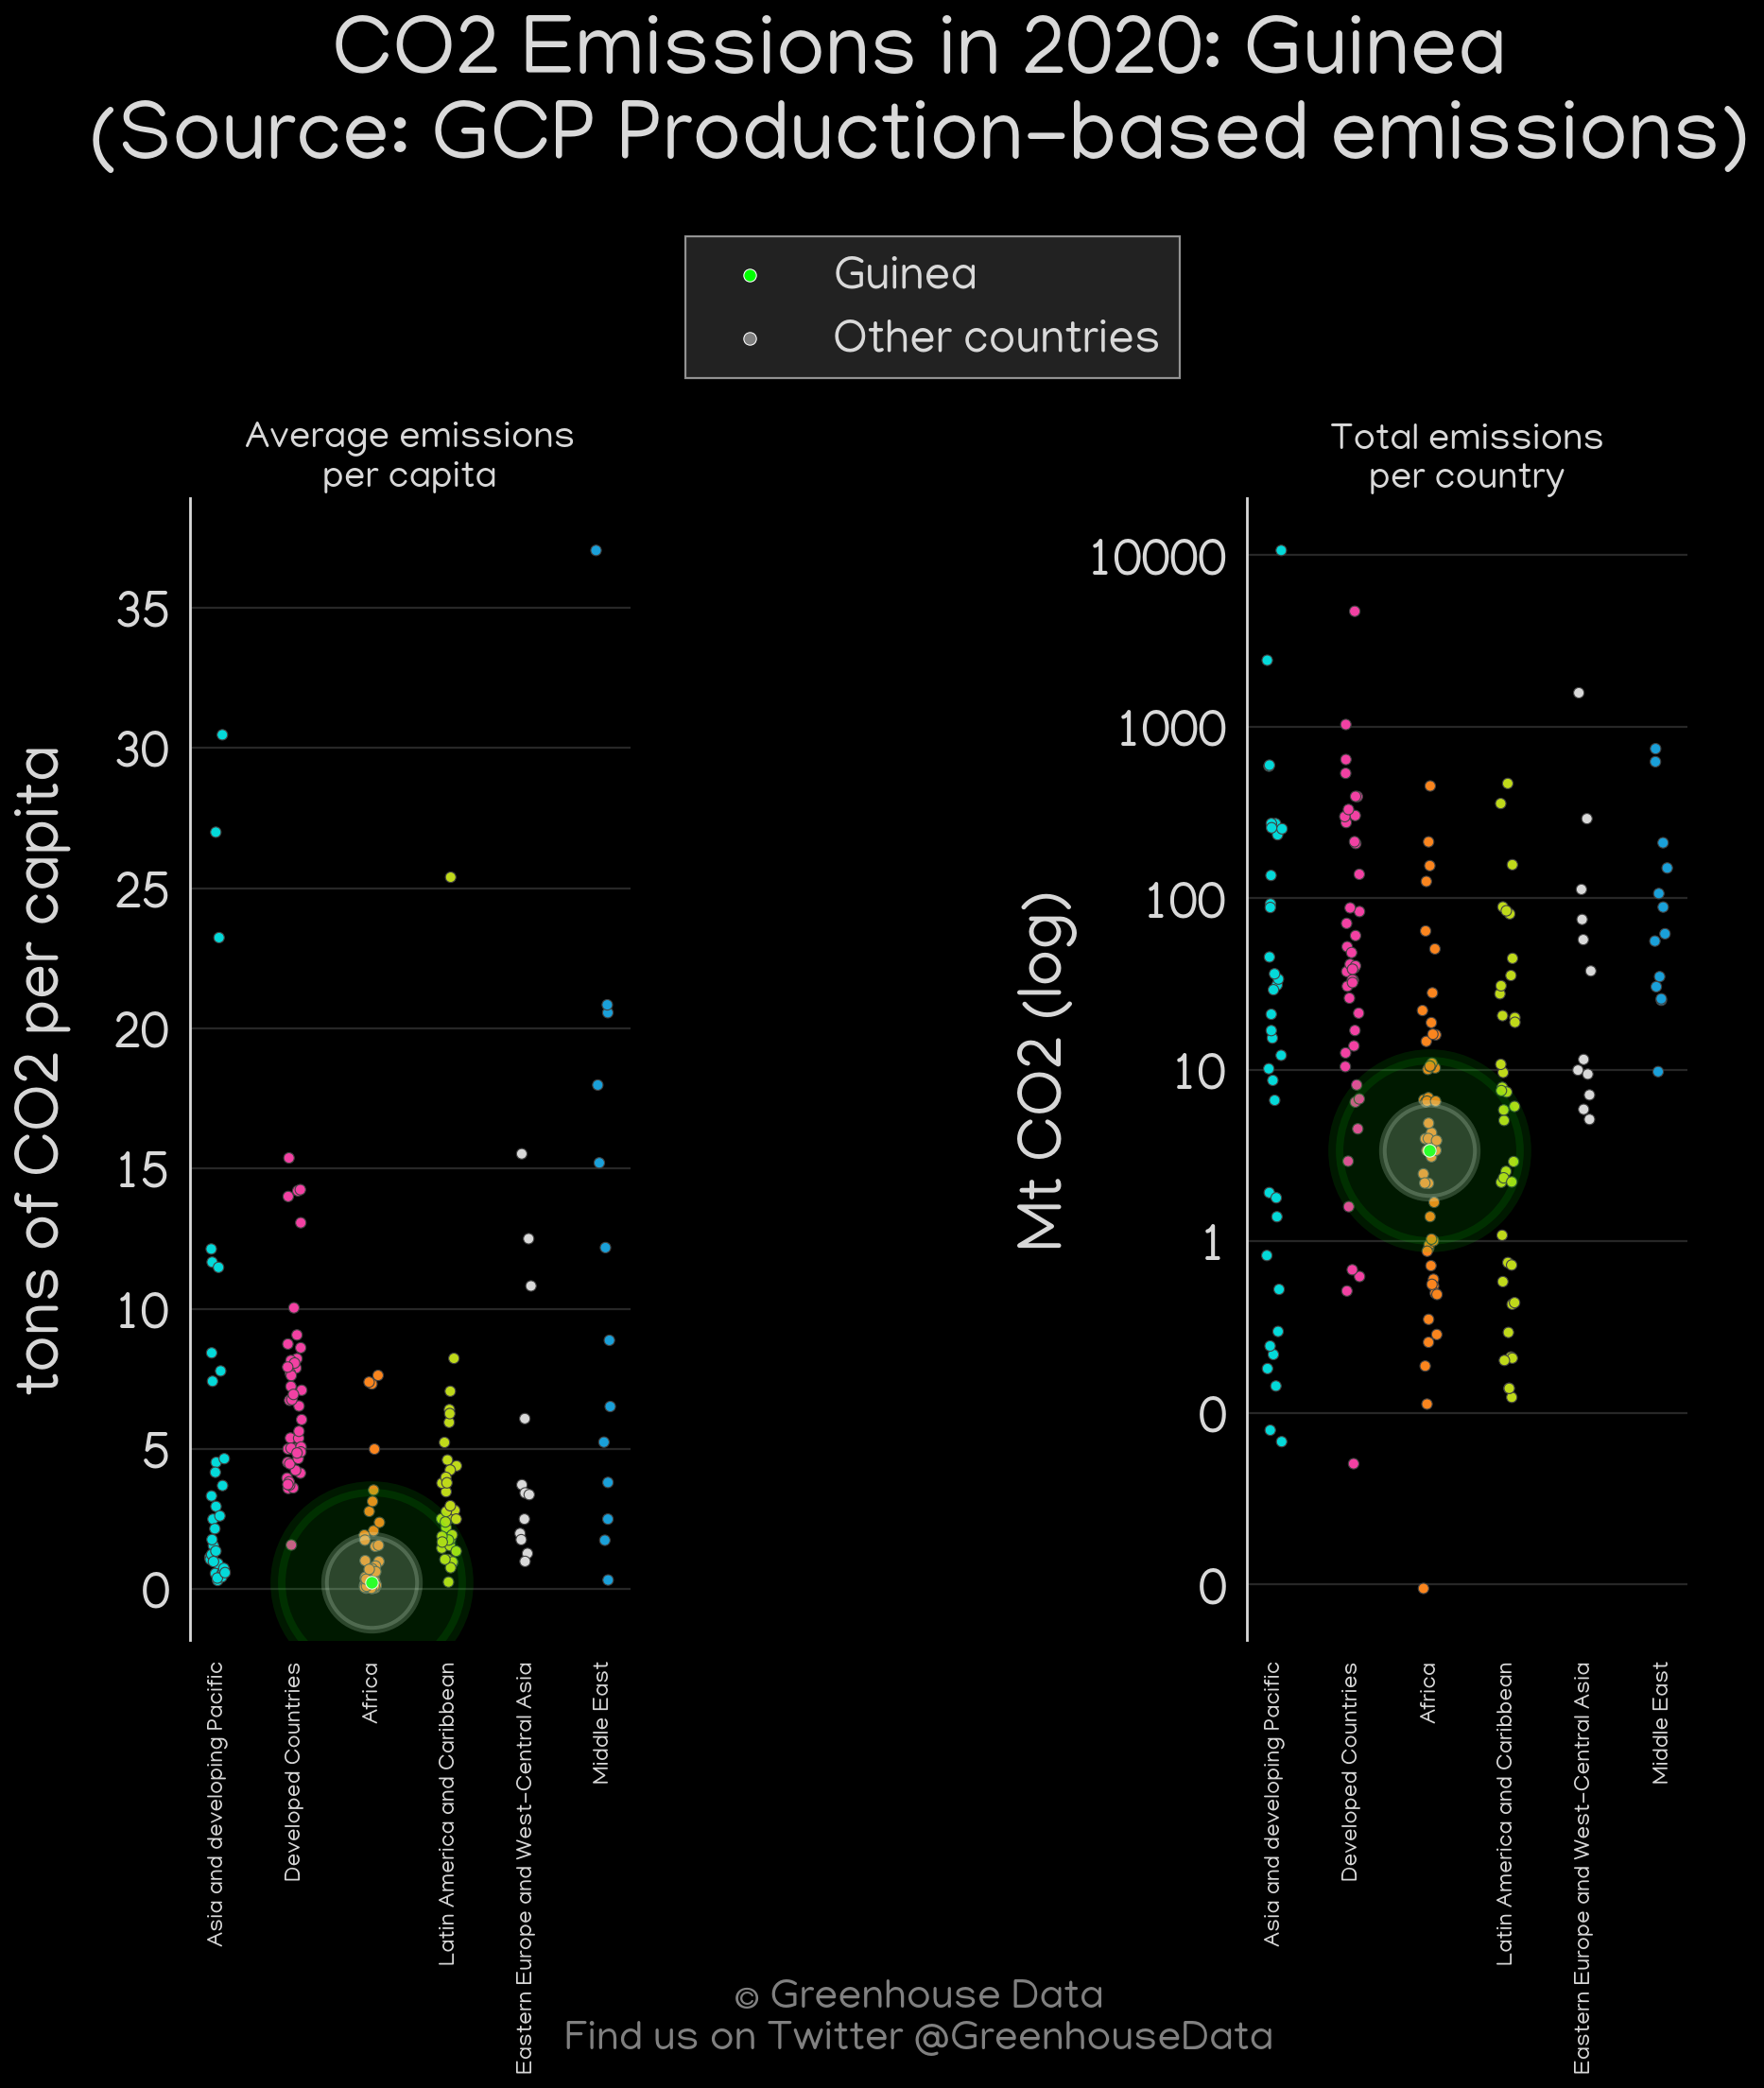 CO2 Emissions in 2020: Guinea
(Source: GCP Production-based emissions)
Guinea
Other countries
Average emissions
per capita
Total emissions
per country
tons of CO2 per capita
35
30
25
20
15
10
5
0
Mt CO2 (log)
10000
1000
100
10
1
0
0
Asia and developing Pacific
Developed Countries
Africa
Latin America and Caribbean
Eastern Europe and West-Central Asia
Middle East
Asia and developing Pacific
Developed Countries
Africa
Latin America and Caribbean
Eastern Europe and West-Central Asia
Middle East
© Greenhouse Data
Find us on Twitter @GreenhouseData